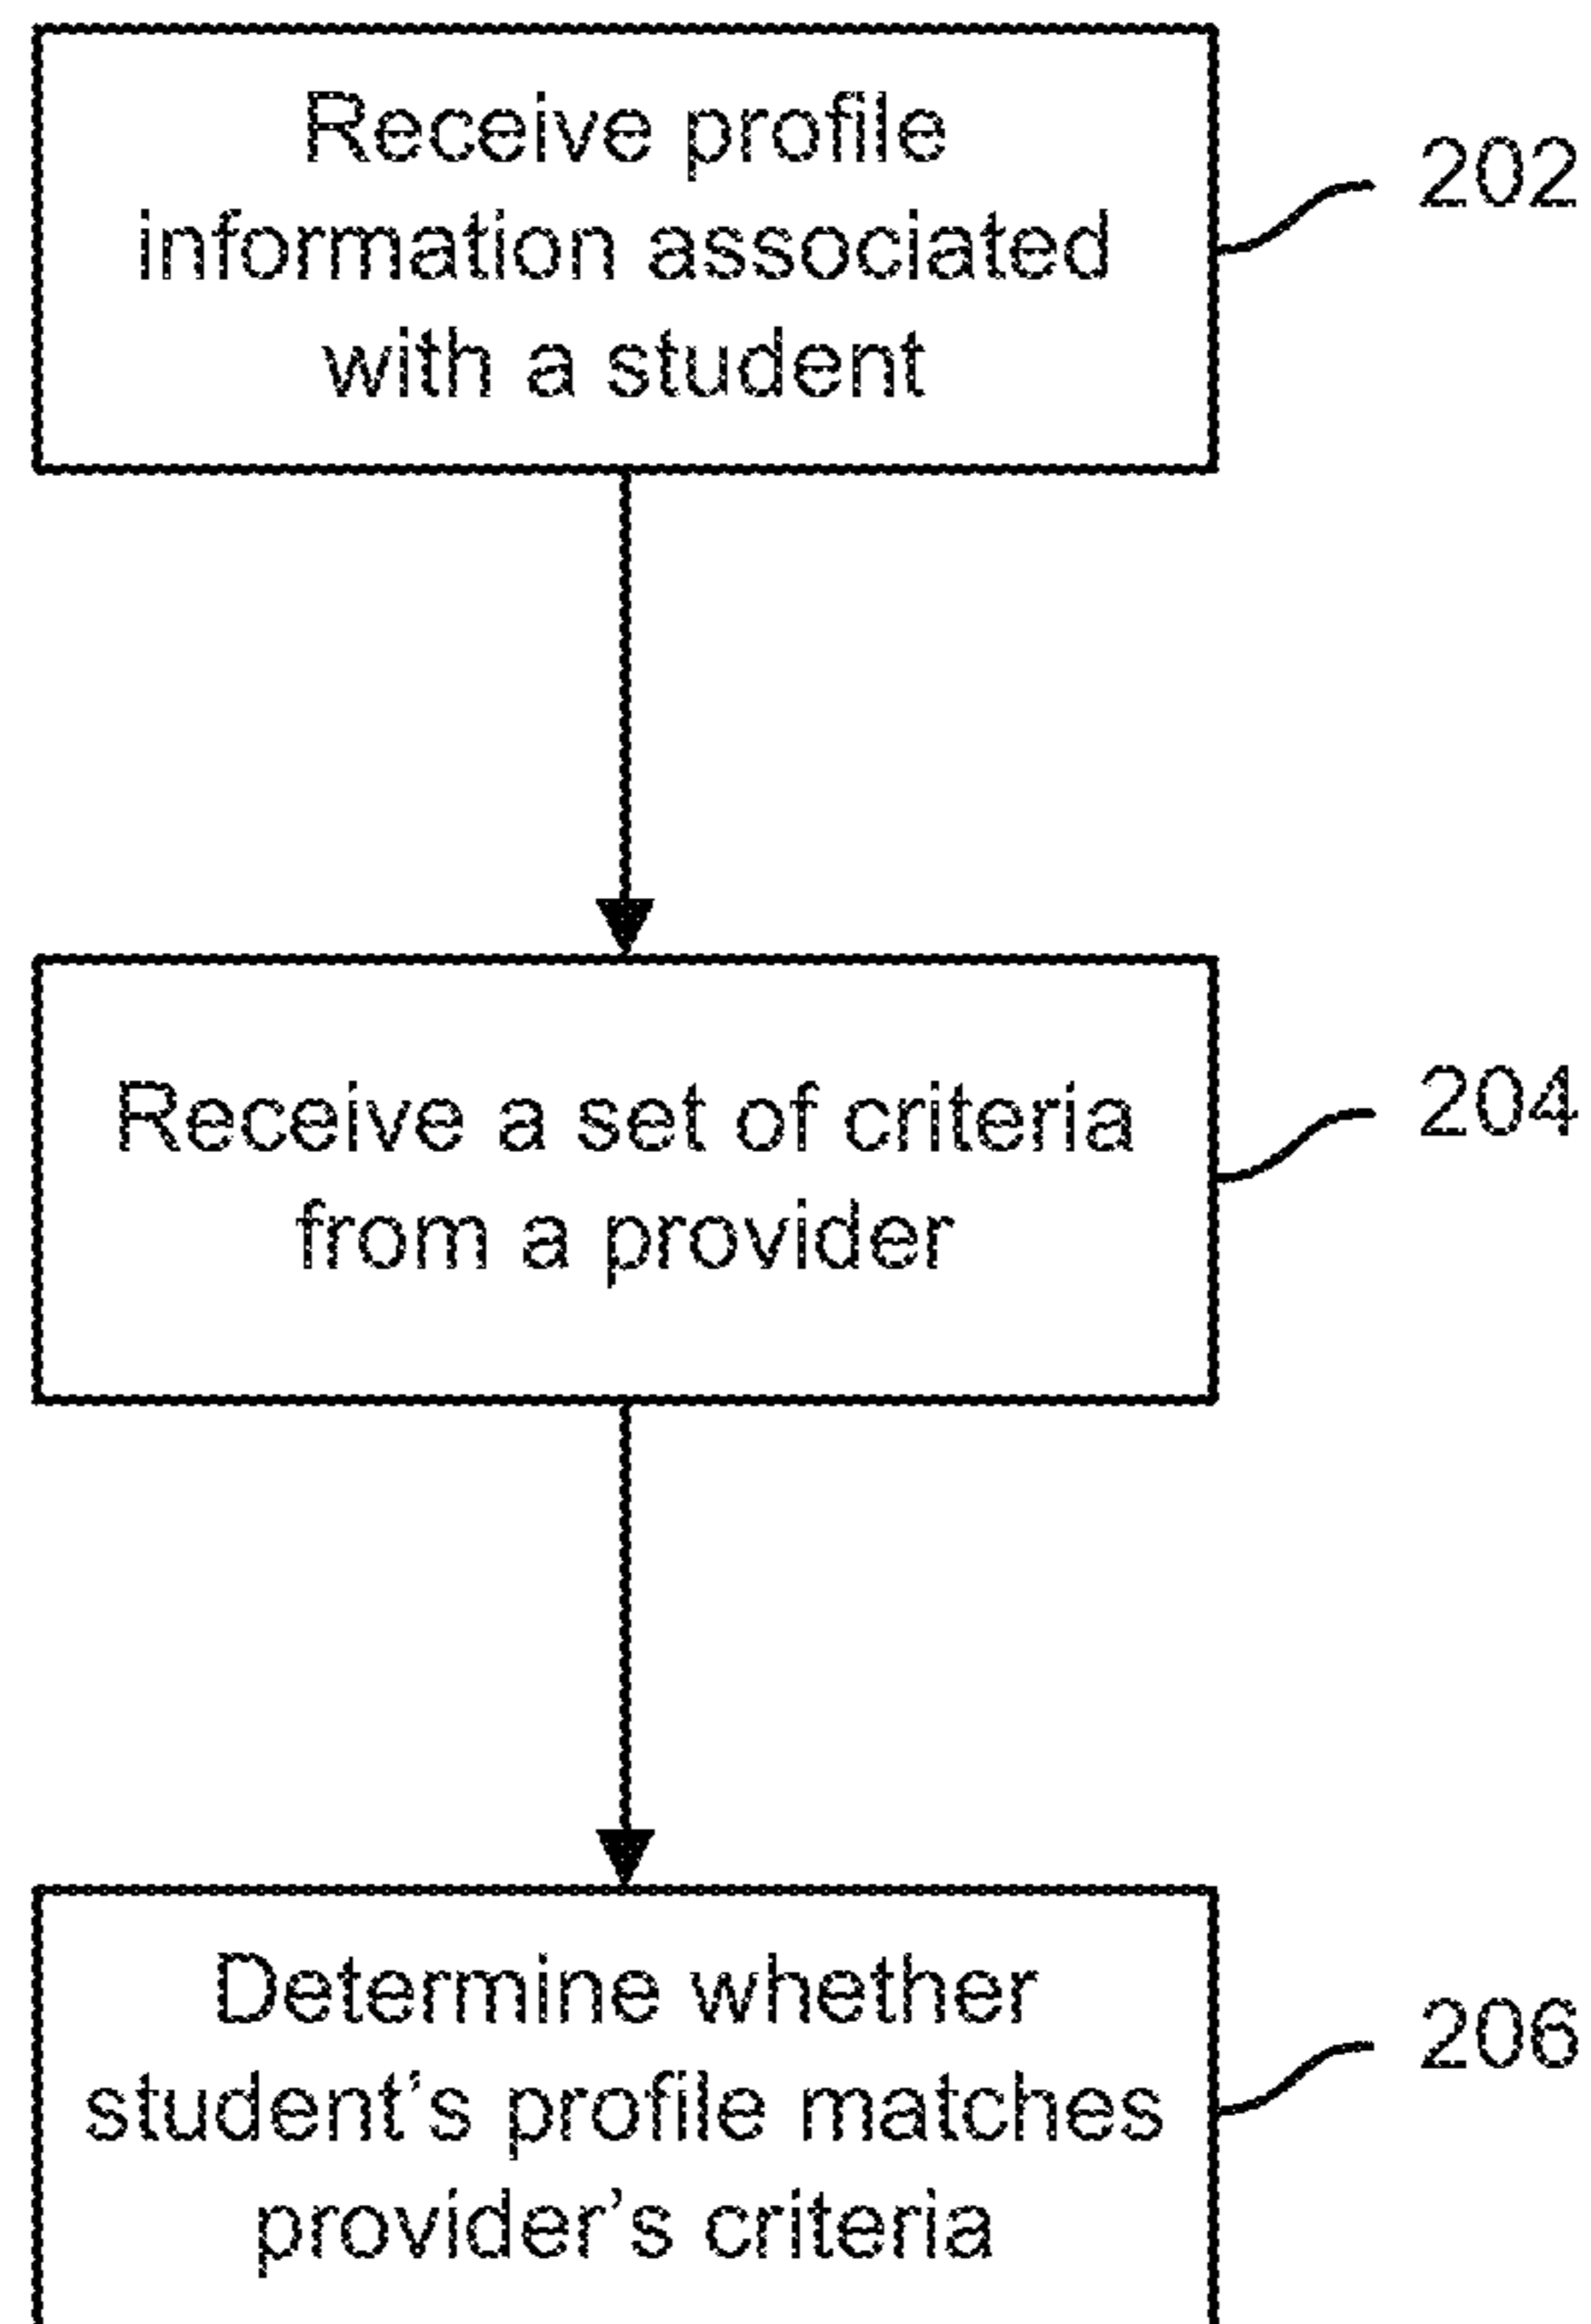 Receive profile
information associated
with a student
202
Receive a set of criteria
from a provider
204
Determine whether
student's profile matches
provider's criteria
206